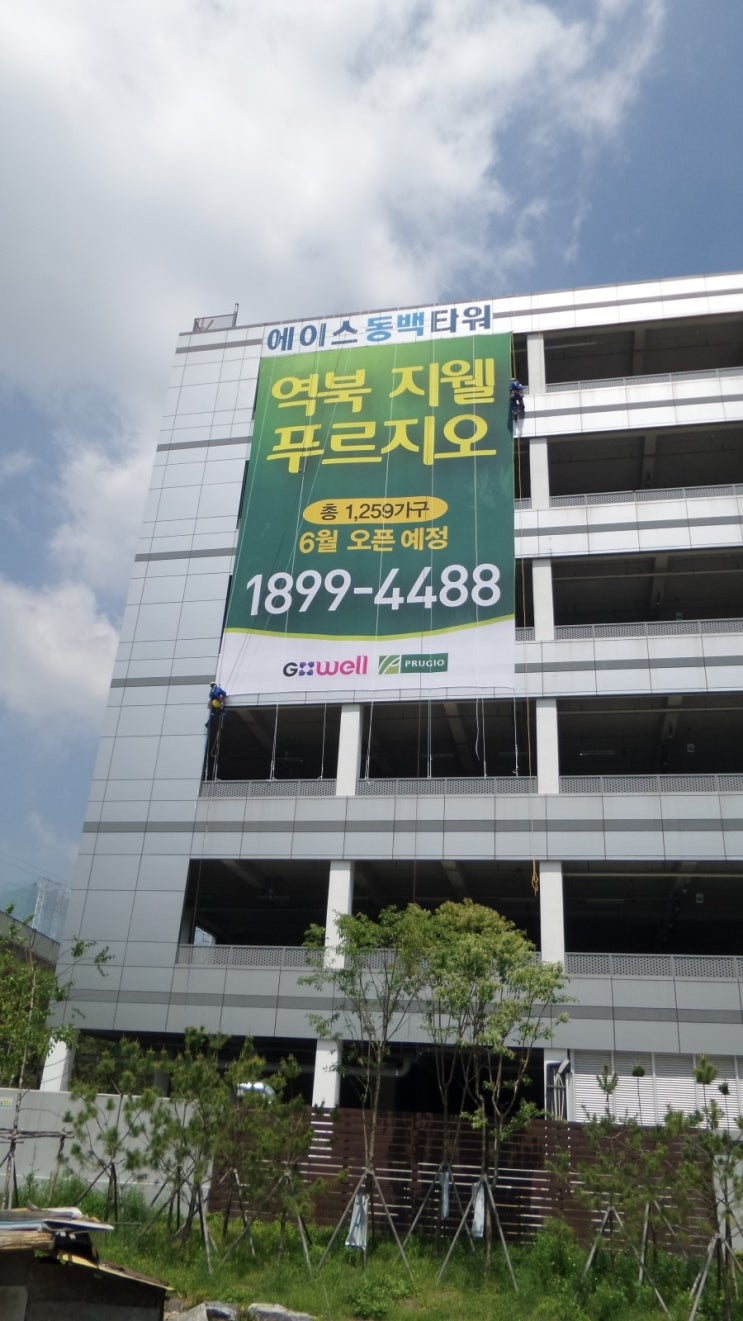 에이스동백타워
역북 지웰
푸르지오
총 1,259가구
6월 오픈 예정
1899-4488
G::well PRUGIO